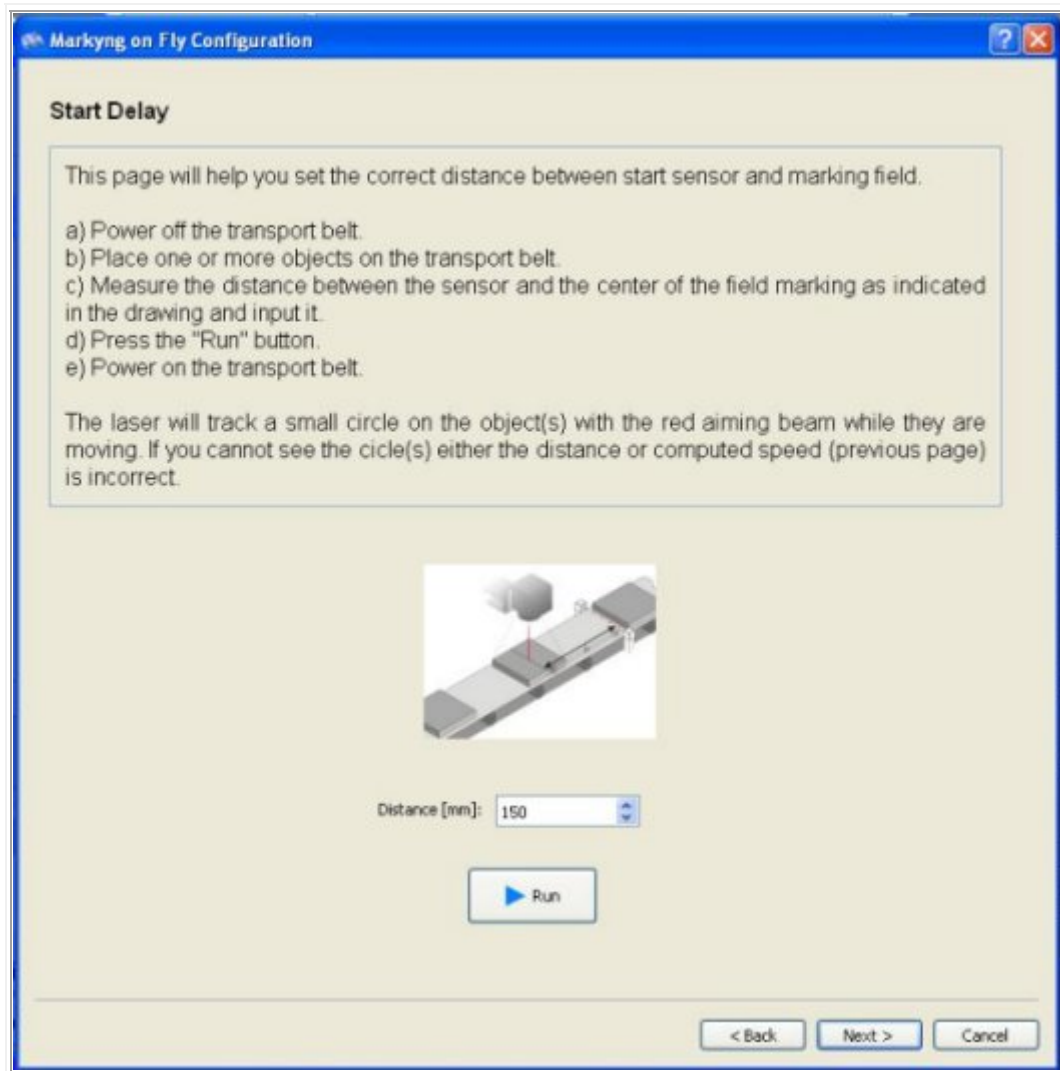 Markyng on Fly Configuration
Start Delay
This page will help you set the correct distance between start sensor and marking field.
a) Power off the transport belt.
b) Place one or more objects on the transport belt.
c) Measure the distance between the sensor and the center of the field marking as indicated
in the drawing and input it.
d) Press the "Run" button.
e) Power on the transport belt.
The laser will track a small circle on the object(s) with the red aiming beam while they are
moving. If you cannot see the cicle(s) either the distance or computed speed (previous page)
is incorrect.
Distance [mm]: 150
Run
< Back Next > Cancel